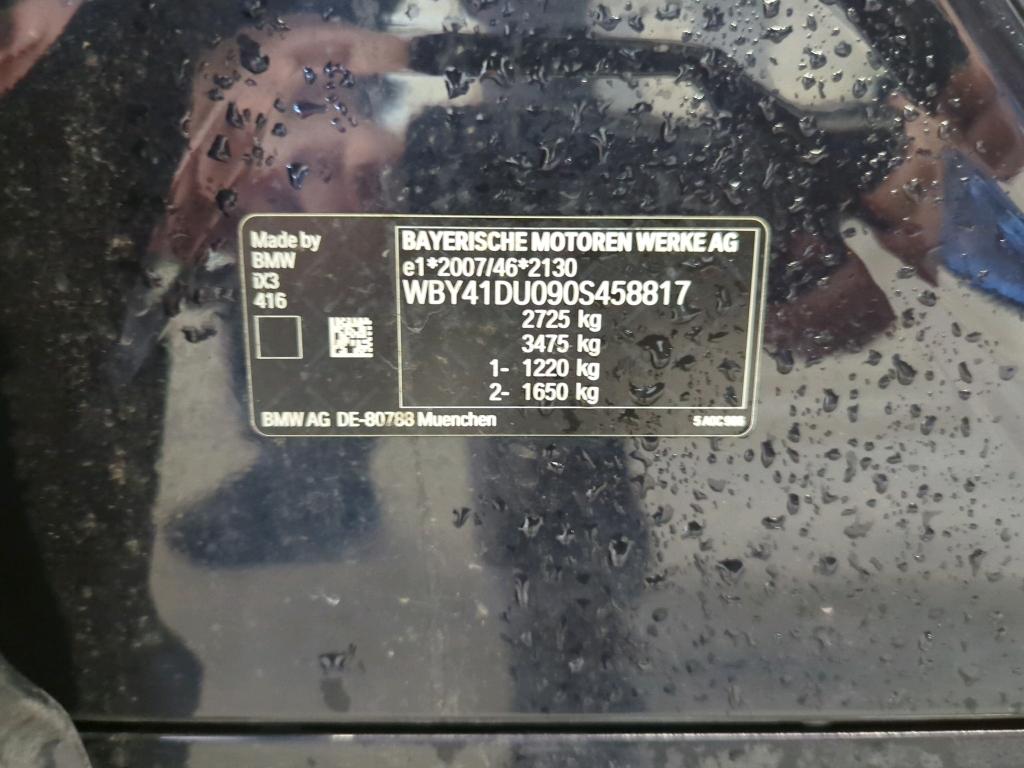 Made by
BMW
iX3
416
BAYERISCHE MOTOREN WERKE AG
e1*2007/46*2130
WBY41DU090S458817
2725 kg
3475 kg
1- 1220 kg
2- 1650 kg
BMW AG DE-80788 Muenchen